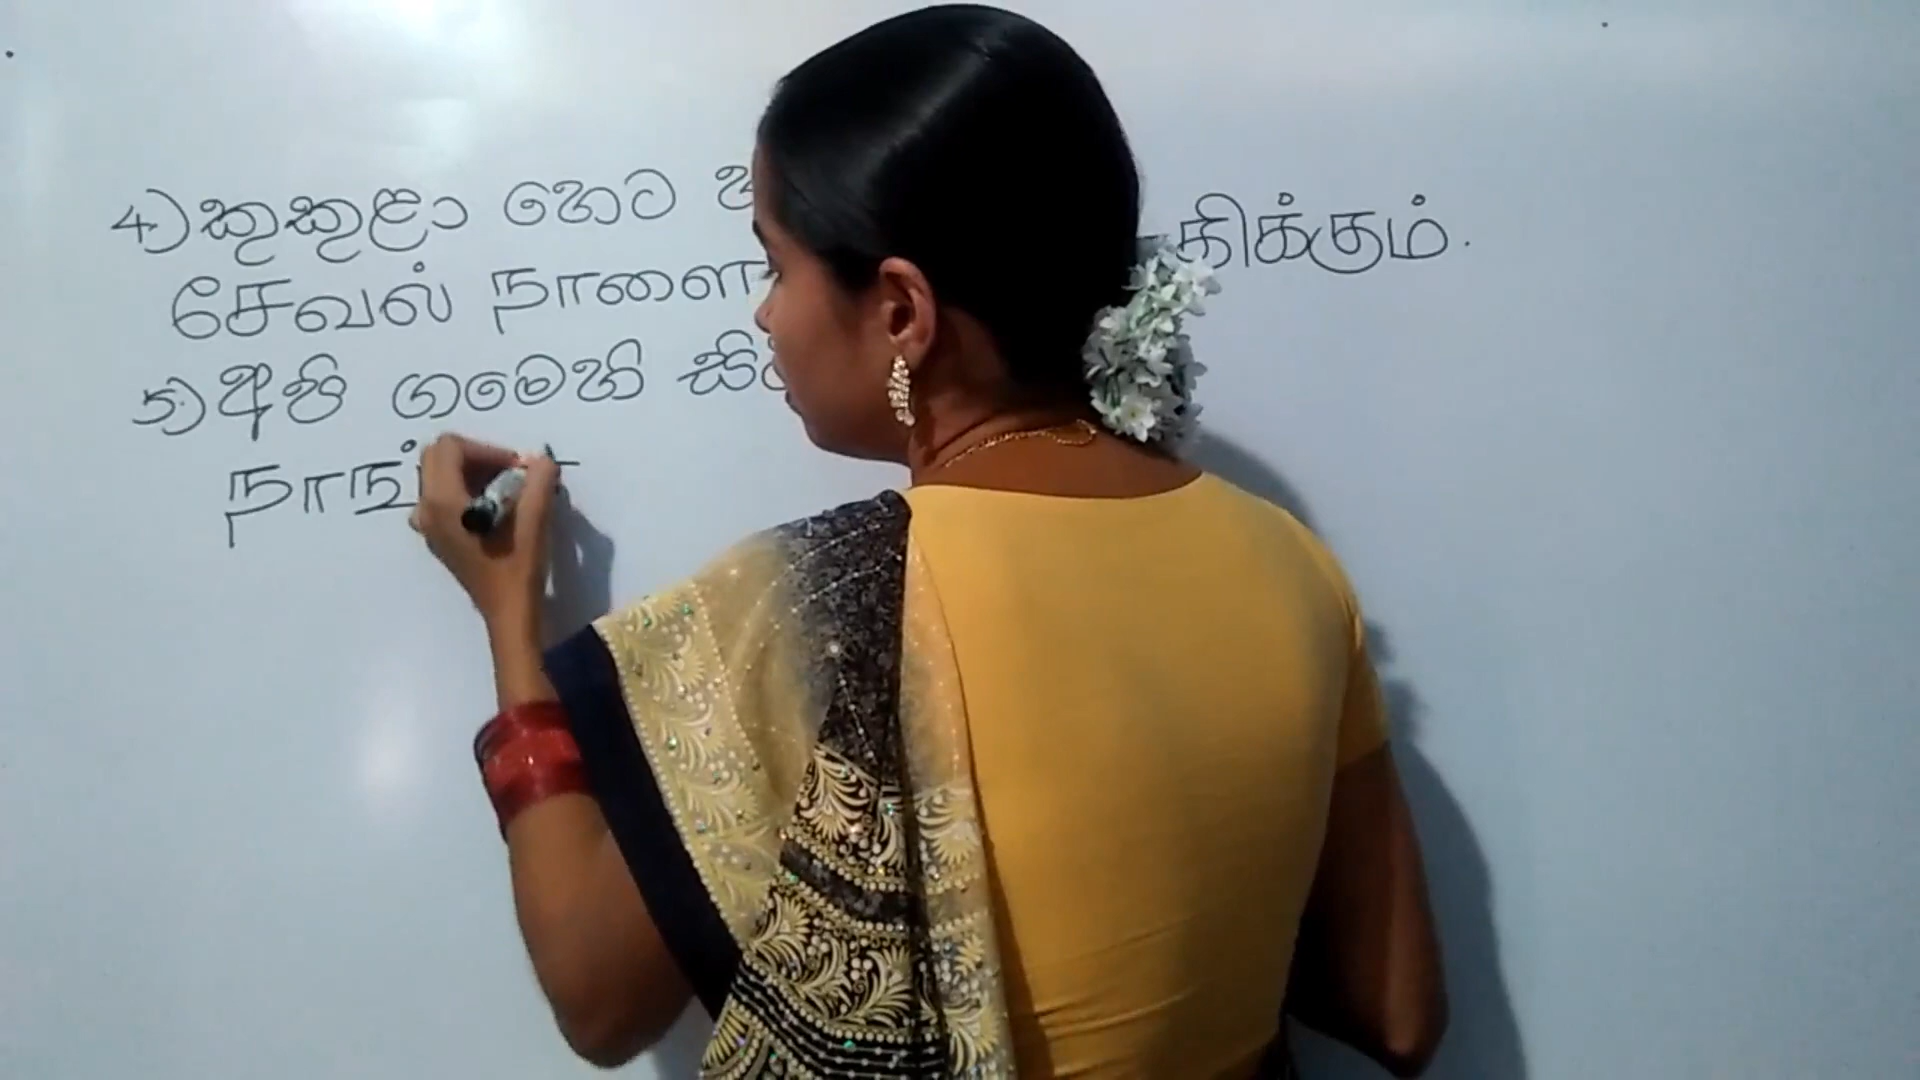 4) කුකුළා හෙට
சேவல் நாளை கிக்கும்.
5) අපි ගමෙහි
நாங்